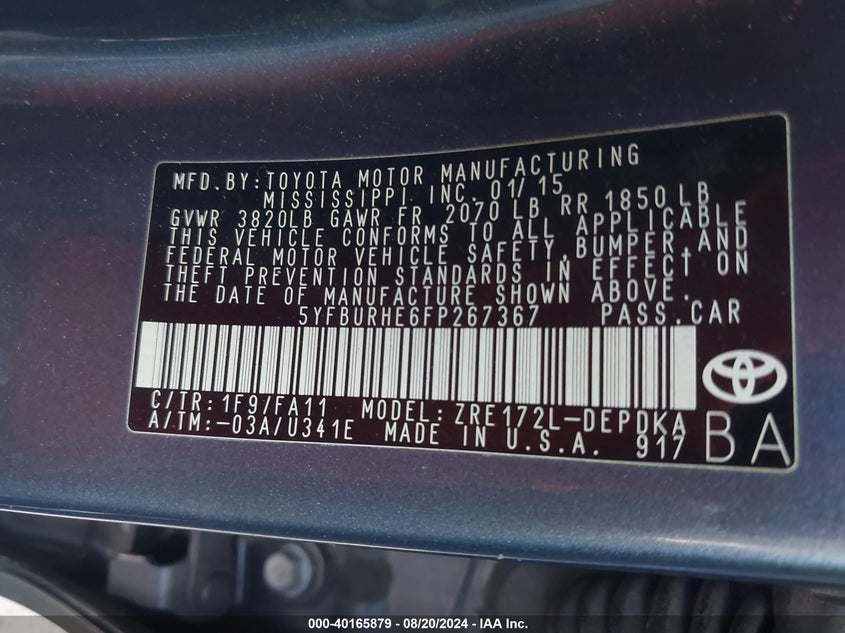 MFD. BY: TOYOTA MOTOR MANUFACTURING
MISSISSIPPI INC. 01/15
GVWR 3820LB GAWR FR 2070 LB RR 1850 LB
THIS VEHICLE CONFORMS TO ALL APPLICABLE
FEDERAL MOTOR VEHICLE SAFETY, BUMPER, AND
THEFT PREVENTION STANDARDS IN EFFECT ON
THE DATE OF MANUFACTURE SHOWN ABOVE.
5YFBURHE6FP267367 PASS. CAR
C/TR: 1F9/FA11 MODEL: ZRE172L-DEPDKA
A/TM: -03A/U341E MADE IN U.S.A. 917 BA
000-40165879 - 08/20/2024 - IAA Inc.